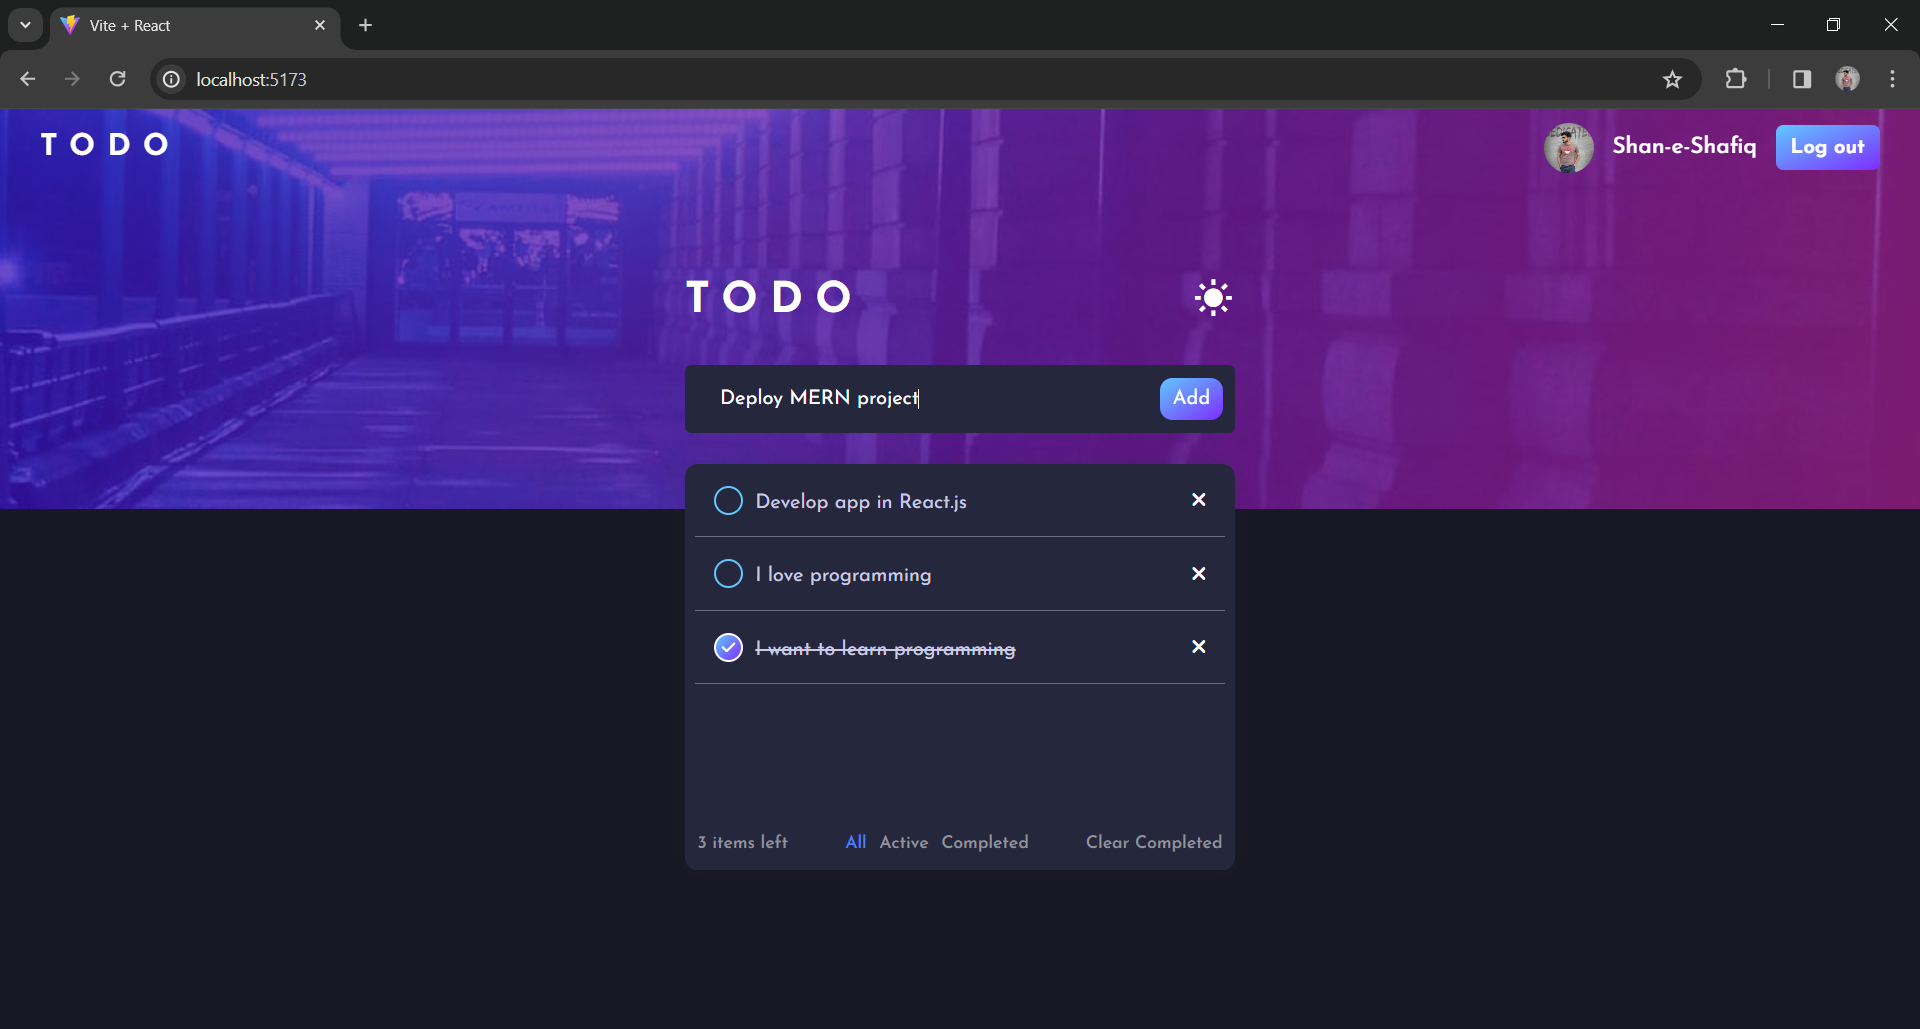 Vite + React
localhost:5173
TODO
Shan-e-Shafiq
Log out
TODO
Deploy MERN project
Add
Develop app in React.js
I love programming
I want to learn programming
3 items left
All
Active
Completed
Clear Completed